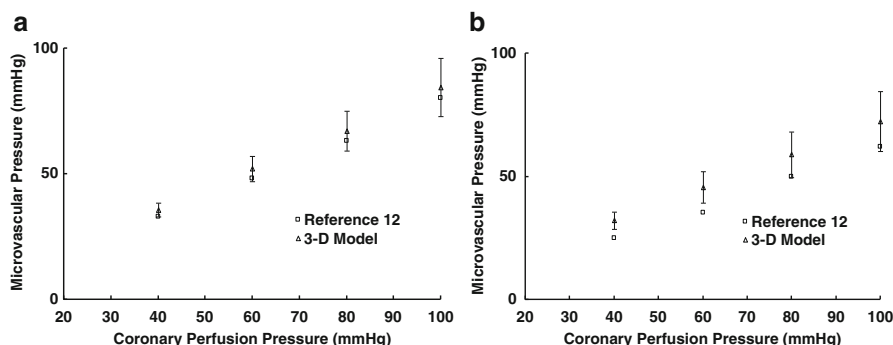 a
100
50
0
Microvascular Pressure (mmHg)
Reference 12
3-D Model
20 30 40 50 60 70 80 90 100
Coronary Perfusion Pressure (mmHg)
b
100
50
0
Microvascular Pressure (mmHg)
Reference 12
3-D Model
20 30 40 50 60 70 80 90 100
Coronary Perfusion Pressure (mmHg)